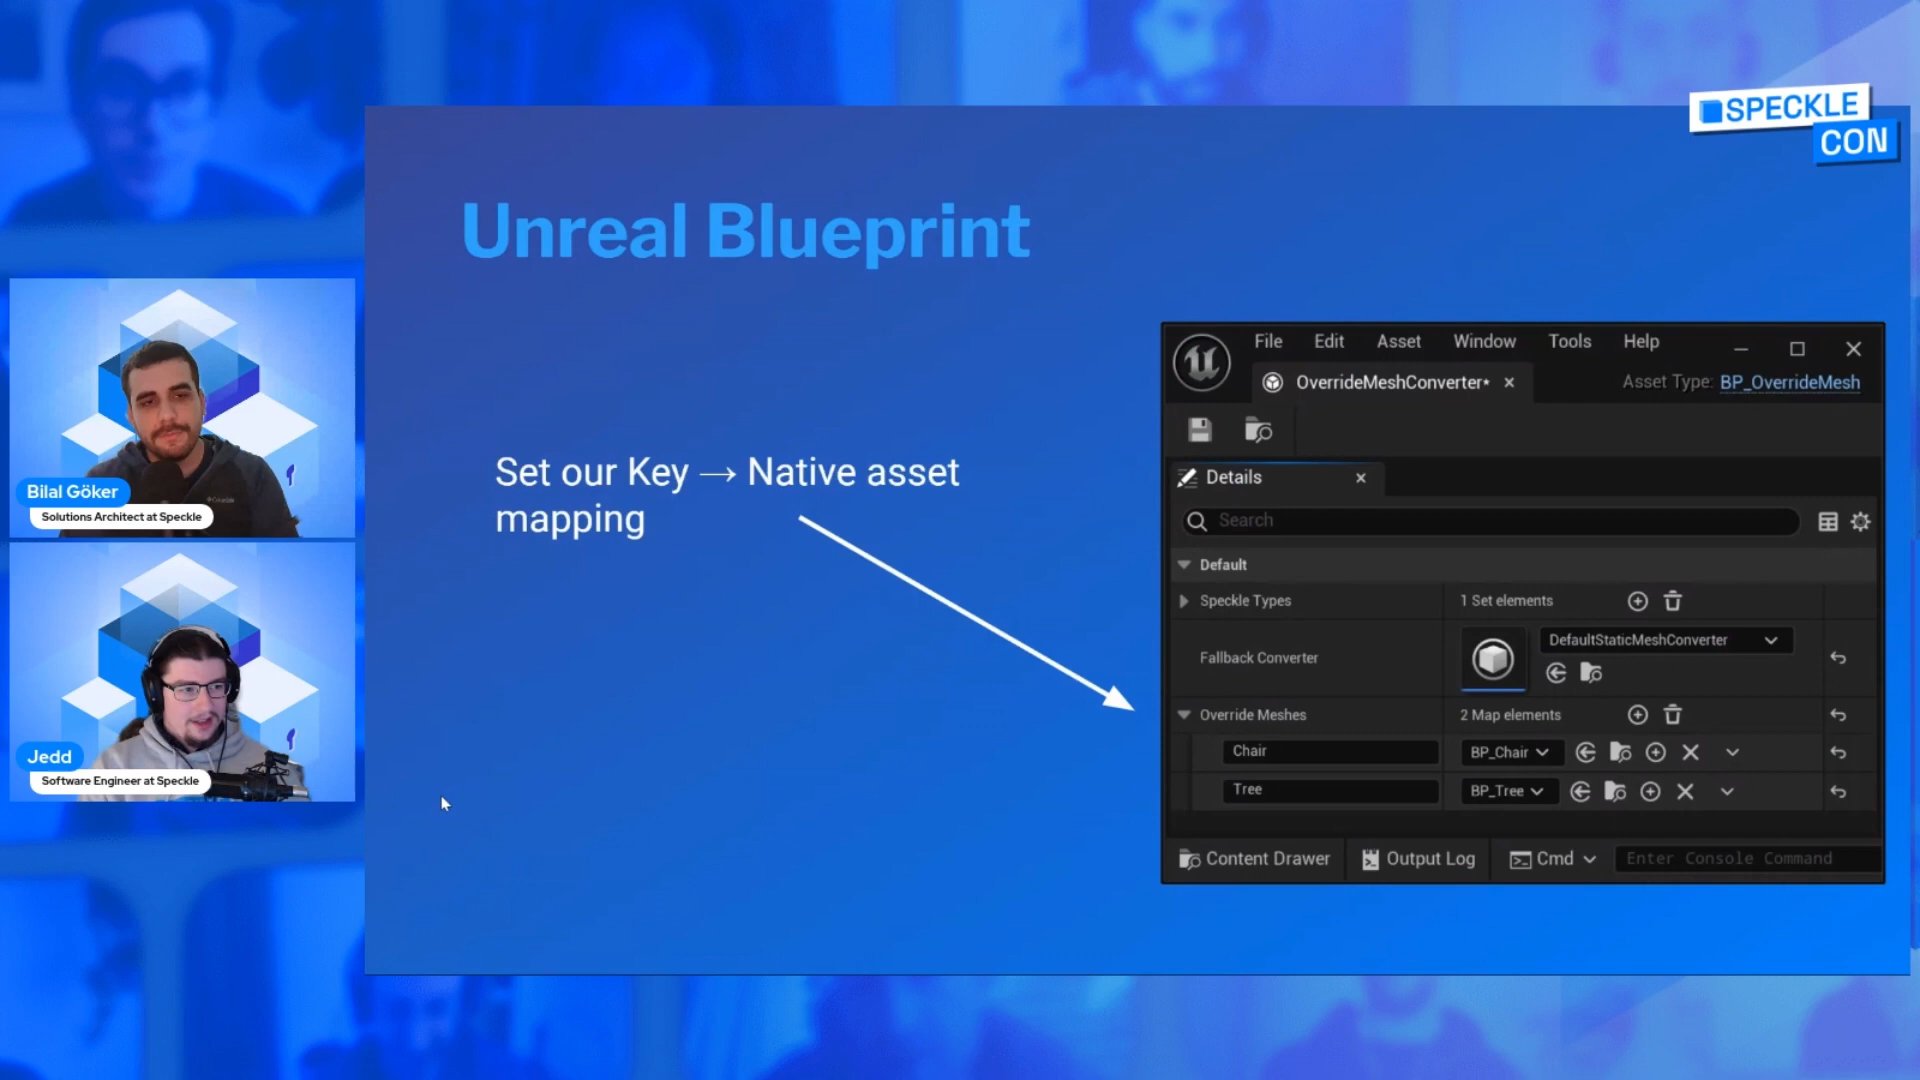 SPECKLE
CON
Unreal Blueprint
Set our Key → Native asset
mapping
Bilal Göker
Solutions Architect at Speckle
Jedd
Software Engineer at Speckle
File Edit Asset Window Tools Help
OverrideMeshConverter*
Asset Type: BP_OverrideMesh
Details
Search
Default
Speckle Types 1 Set elements
Fallback Converter DefaultStaticMeshConverter
Override Meshes 2 Map elements
Chair BP_Chair
Tree BP_Tree
Content Drawer Output Log Cmd Enter Console Command